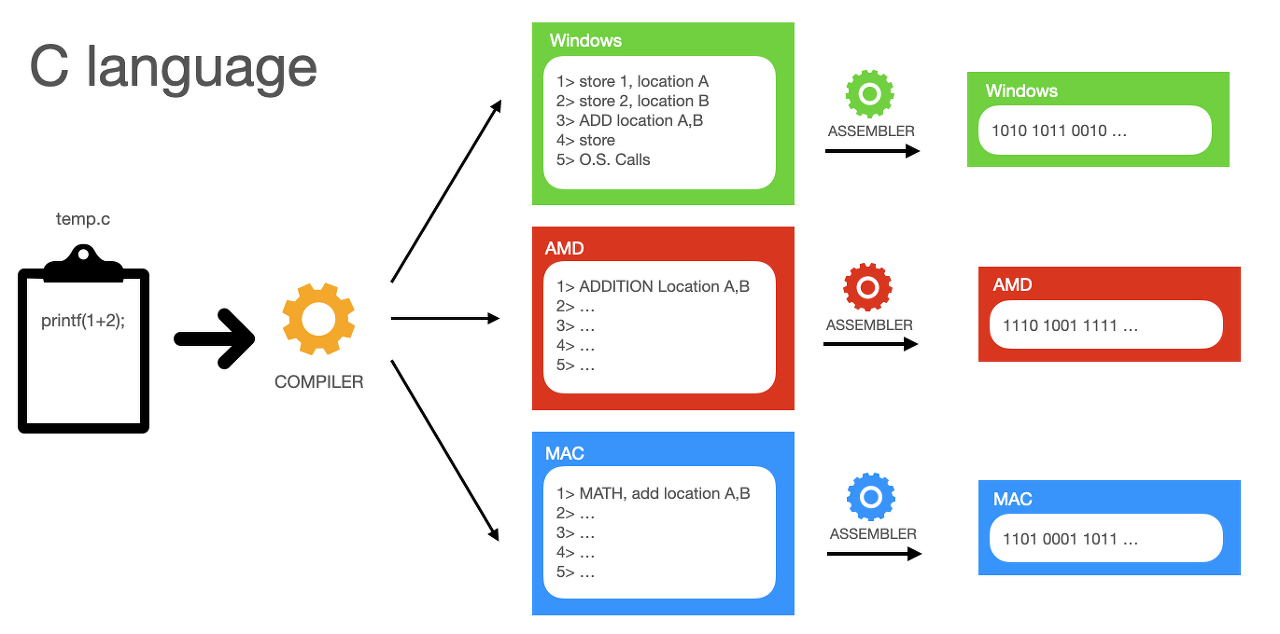 C language
temp.c
printf(1+2);
COMPILER
Windows
1> store 1, location A
2> store 2, location B
3> ADD location A,B
4> store
5> O.S. Calls
ASSEMBLER
Windows
1010 1011 0010 …
AMD
1> ADDITION Location A,B
2> …
3> …
4> …
5> …
ASSEMBLER
AMD
1110 1001 1111 …
MAC
1> MATH, add location A,B
2> …
3> …
4> …
5> …
ASSEMBLER
MAC
1101 0001 1011 …